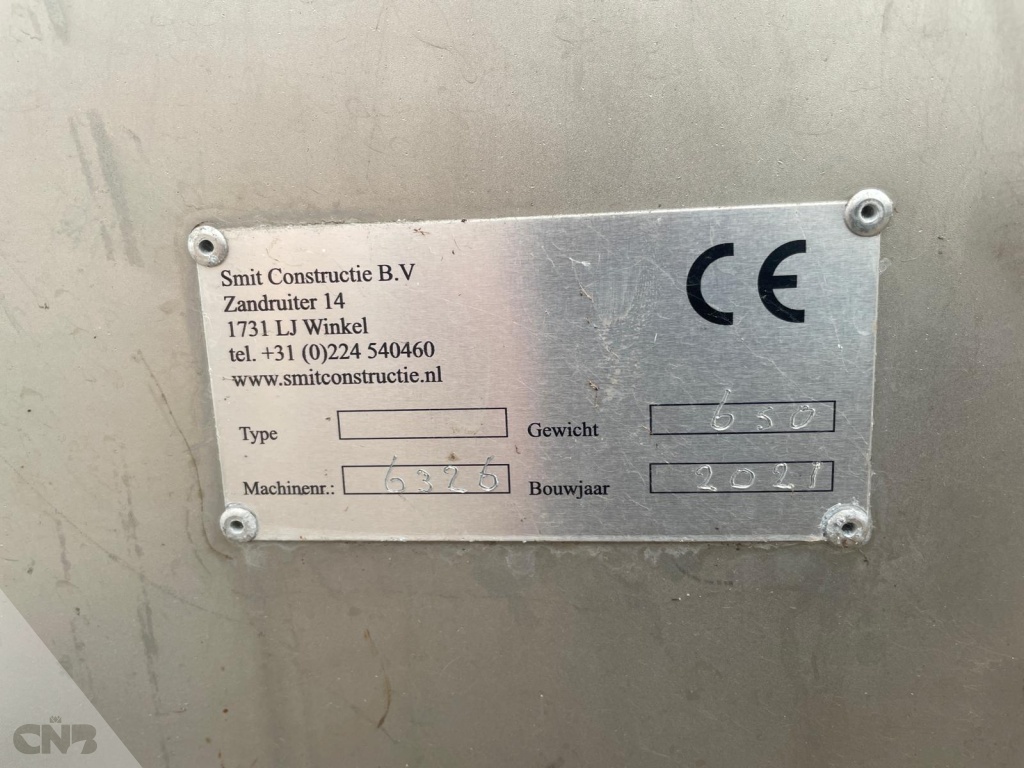 Smit Constructie B.V
Zandruiter 14
1731 LJ Winkel
tel. +31 (0)224 540460
www.smitconstructie.nl
CE
Type
Gewicht 650
Machinenr.: 6326
Bouwjaar 2021
CNB